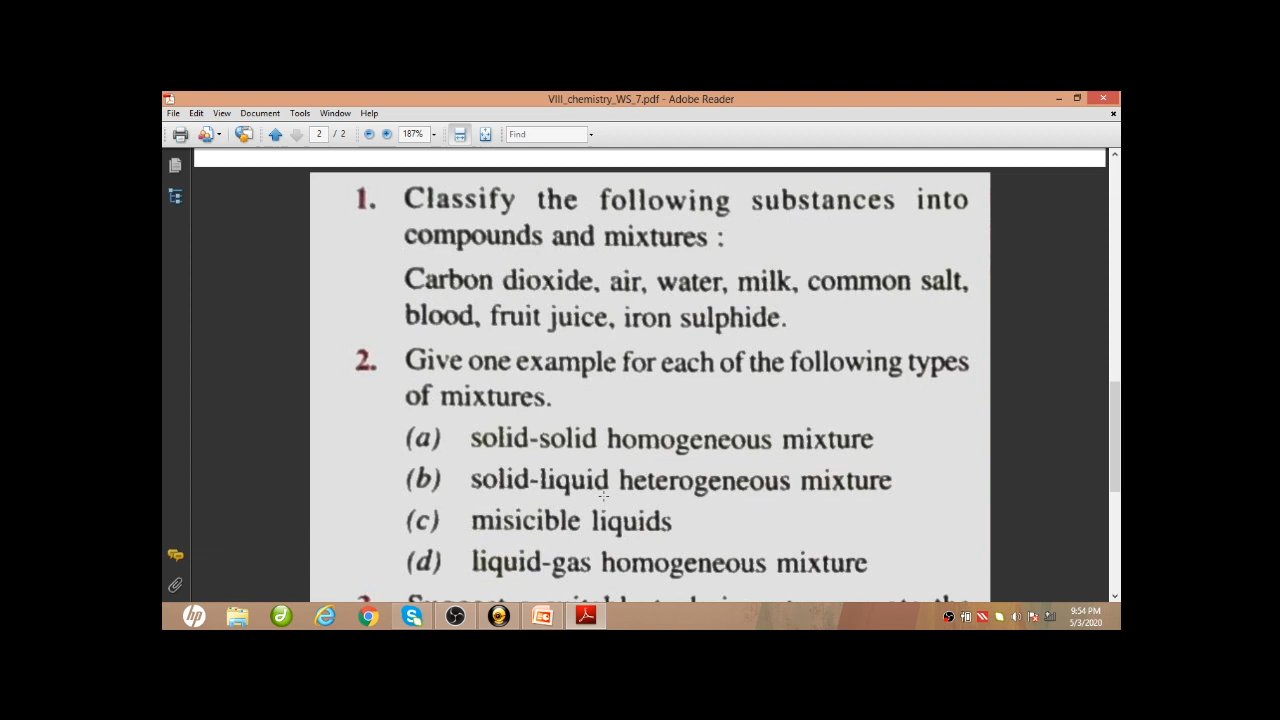 VIII_chemistry_WS_7.pdf - Adobe Reader
File Edit View Document Tools Window Help
2 / 2 187% Find
1. Classify the following substances into
compounds and mixtures :
Carbon dioxide, air, water, milk, common salt,
blood, fruit juice, iron sulphide.
2. Give one example for each of the following types
of mixtures.
(a) solid-solid homogeneous mixture
(b) solid-liquid heterogeneous mixture
(c) misicible liquids
(d) liquid-gas homogeneous mixture
9:54 PM
5/3/2020